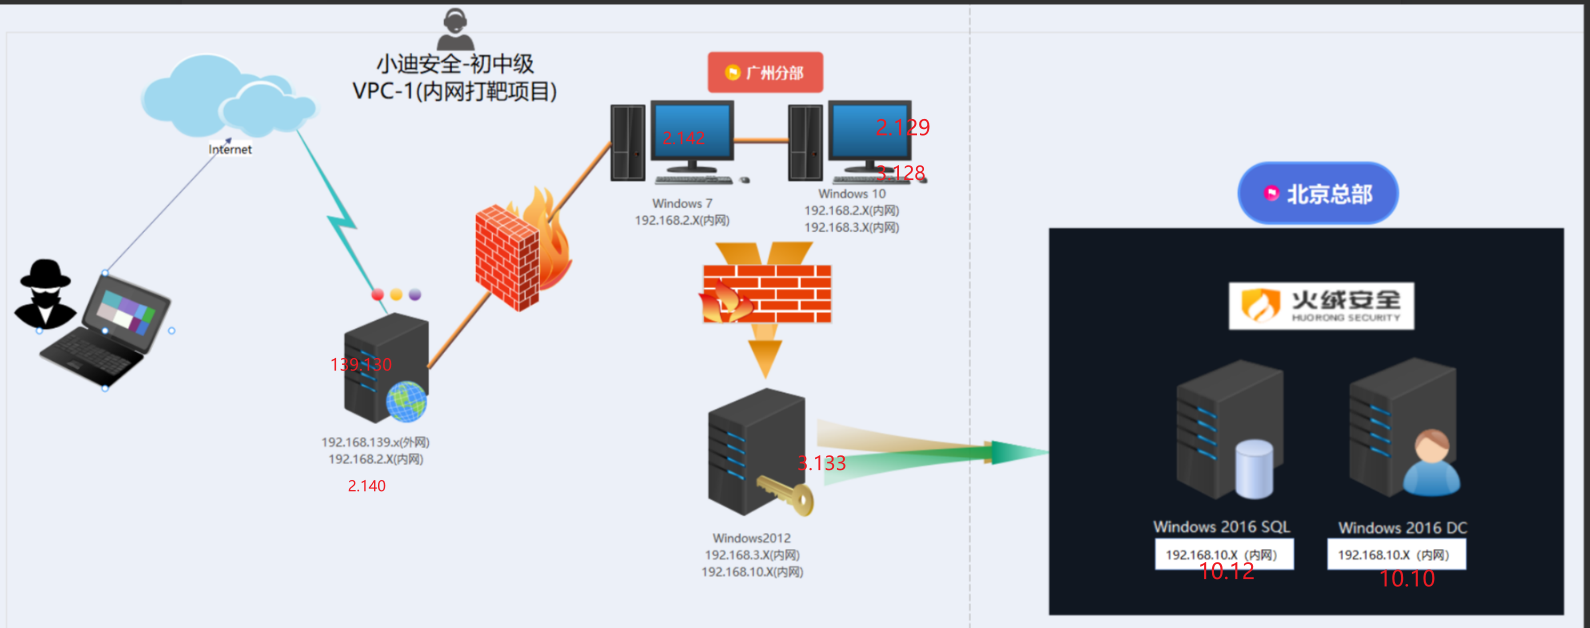 小迪安全-初中级
VPC-1(内网打靶项目)
Internet
139.130
192.168.139.x(外网)
192.168.2.X(内网)
2.140
广州分部
2.142
Windows 7
192.168.2.X(内网)
2.129
3.128
Windows 10
192.168.2.X(内网)
192.168.3.X(内网)
3.133
Windows2012
192.168.3.X(内网)
192.168.10.X(内网)
北京总部
火绒安全
HUORONG SECURITY
Windows 2016 SQL
192.168.10.X（内网）
10.12
Windows 2016 DC
192.168.10.X（内网）
10.10